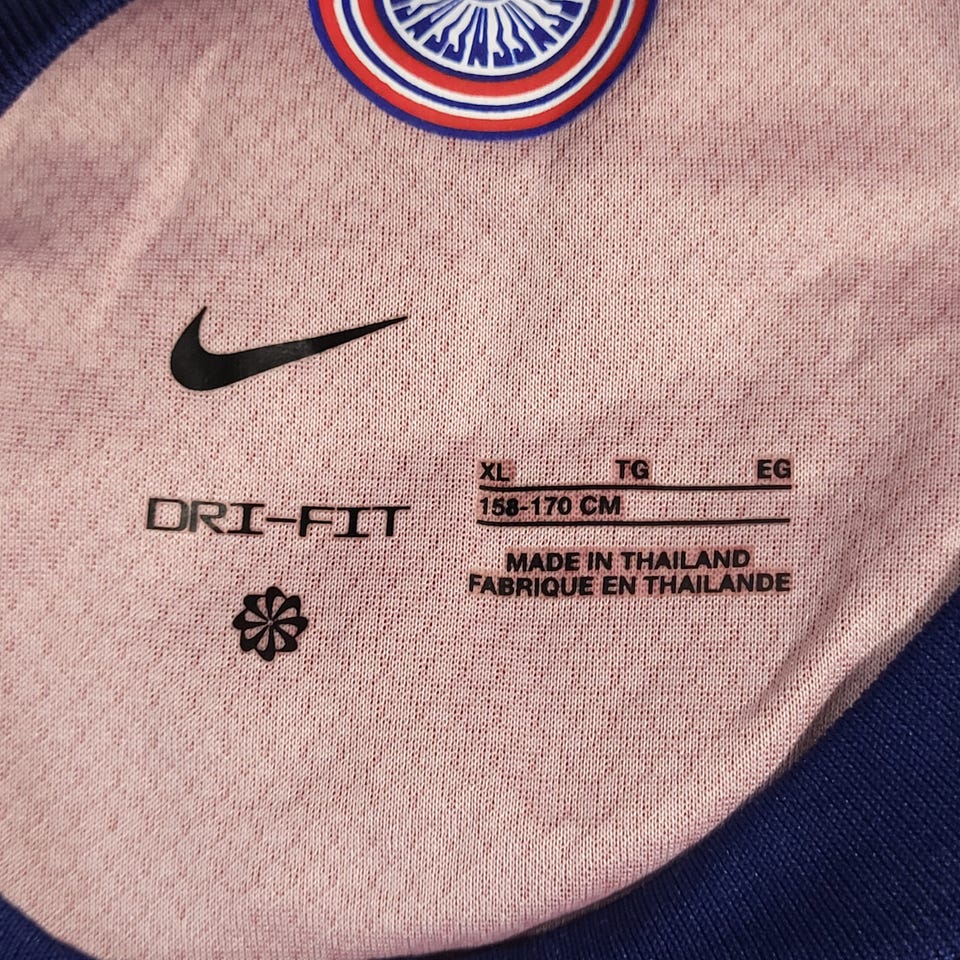 DRI-FIT
XL TG EG
158-170 CM
MADE IN THAILAND
FABRIQUE EN THAILANDE